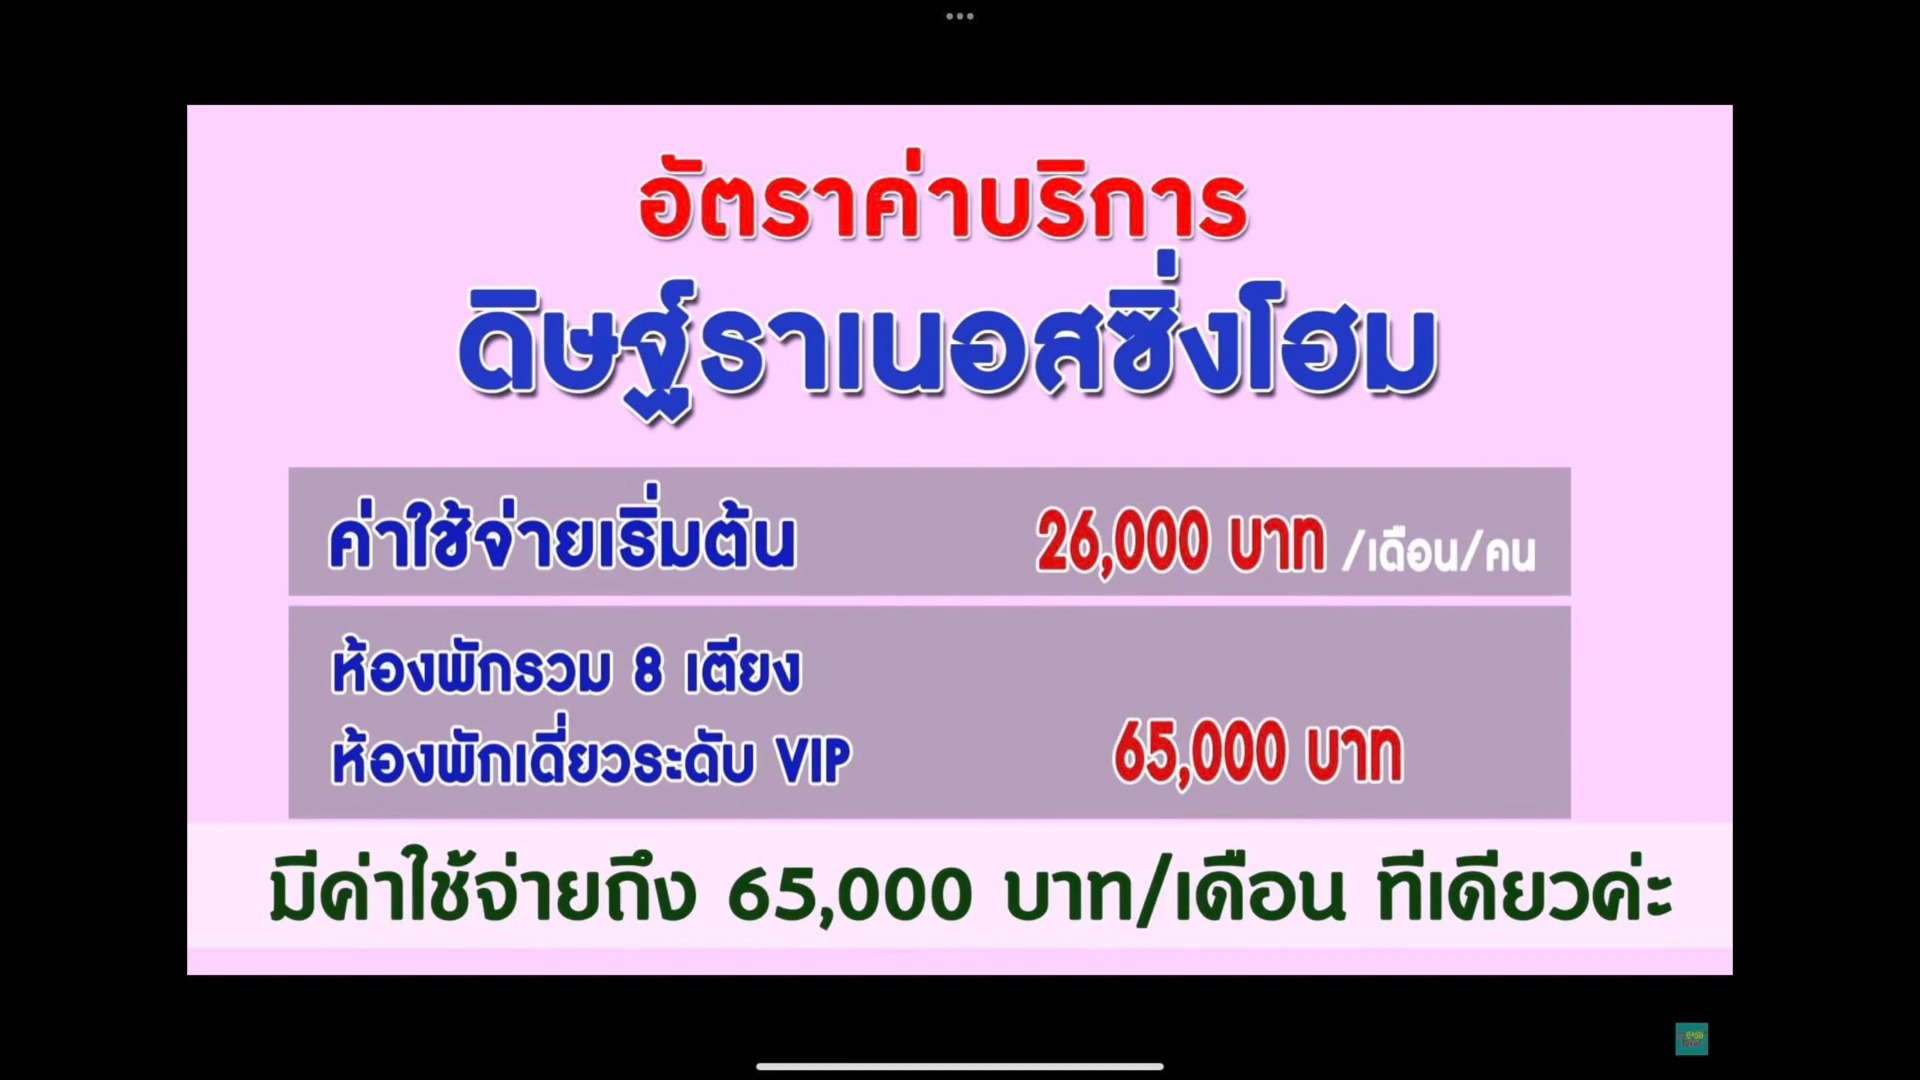 อัตราค่าบริการ
ดิษฐ์ราเนอสซิ่งโฮม
ค่าใช้จ่ายเริ่มต้น 26,000 บาท /เดือน/คน
ห้องพักรวม 8 เตียง
ห้องพักเดี่ยวระดับ VIP 65,000 บาท
มีค่าใช้จ่ายถึง 65,000 บาท/เดือน ทีเดียวค่ะ